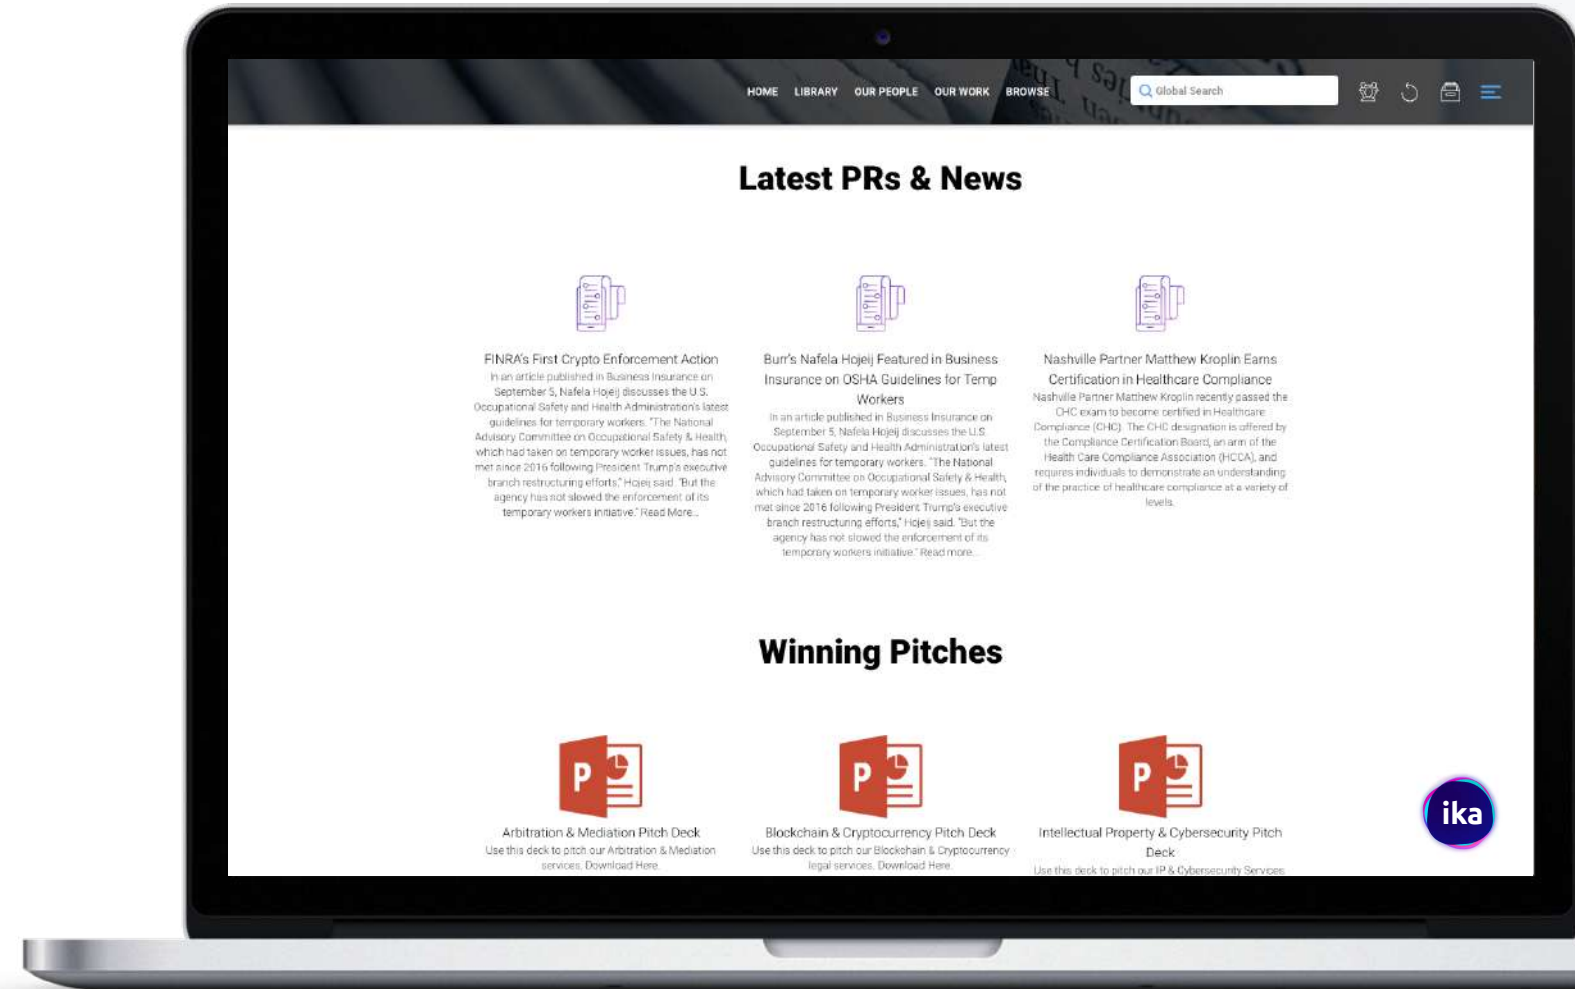 HOME LIBRARY OUR PEOPLE OUR WORK BROWSE
Global Search
Latest PRs & News
FINRA's First Crypto Enforcement Action
In an article published in Business Insurance on
September 5, Nafela Hojeij discusses the U.S.
Occupational Safety and Health Administration's latest
guidelines for temporary workers. "The National
Advisory Committee on Occupational Safety & Health,
which had taken on temporary worker issues, has not
met since 2016 following President Trump's executive
branch restructuring efforts," Hojeij said. "But the
agency has not slowed the enforcement of its
temporary workers initiative." Read More...
Burr's Nafela Hojeij Featured in Business
Insurance on OSHA Guidelines for Temp
Workers
In an article published in Business Insurance on
September 5, Nafela Hojeij discusses the U.S.
Occupational Safety and Health Administration's latest
guidelines for temporary workers. "The National
Advisory Committee on Occupational Safety & Health,
which had taken on temporary worker issues, has not
met since 2016 following President Trump's executive
branch restructuring efforts," Hojeij said. "But the
agency has not slowed the enforcement of its
temporary workers initiative." Read more...
Nashville Partner Matthew Kroplin Earns
Certification in Healthcare Compliance
Nashville Partner Matthew Kroplin recently passed the
CHC exam to become certified in Healthcare
Compliance (CHC). The CHC designation is offered by
the Compliance Certification Board, an arm of the
Health Care Compliance Association (HCCA), and
requires individuals to demonstrate an understanding
of the practice of healthcare compliance at a variety of
levels.
Winning Pitches
P
P
P
Arbitration & Mediation Pitch Deck
Use this deck to pitch our Arbitration & Mediation
services. Download Here.
Blockchain & Cryptocurrency Pitch Deck
Use this deck to pitch our Blockchain & Cryptocurrency
legal services. Download Here.
Intellectual Property & Cybersecurity Pitch
Deck
Use this deck to pitch our IP & Cybersecurity Services
ika